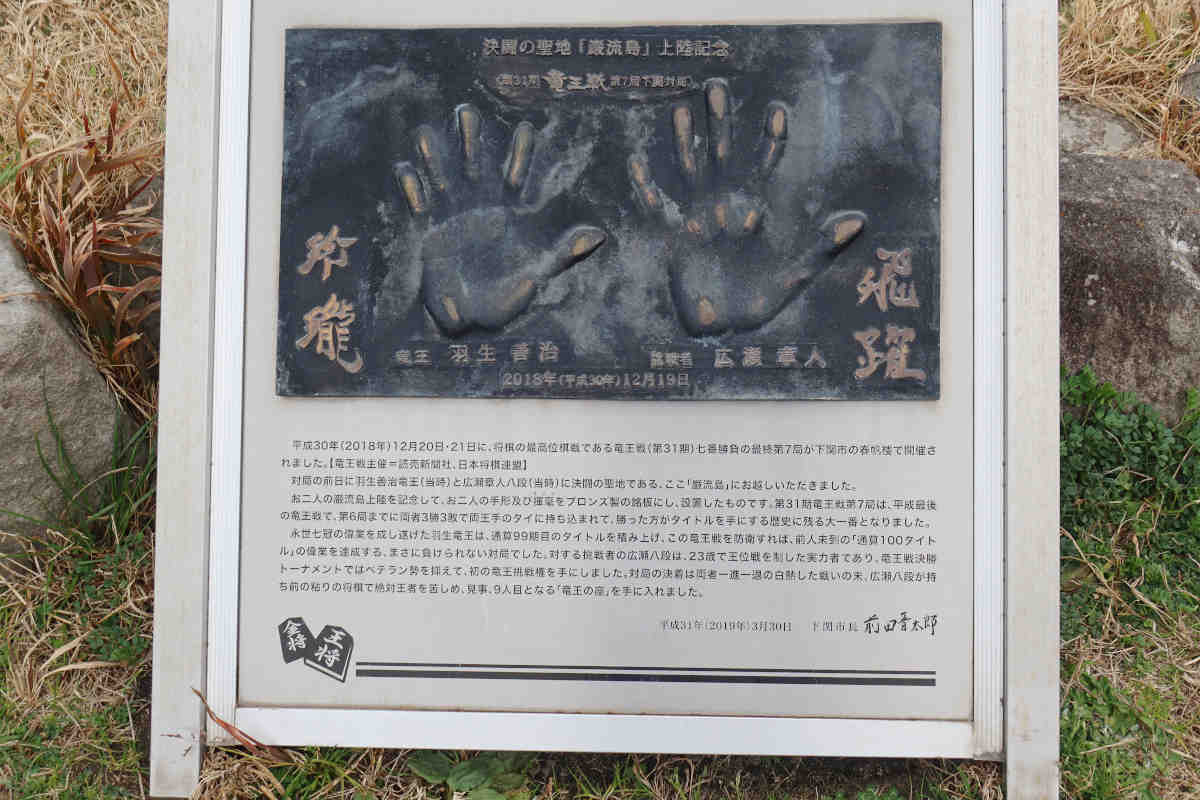 決闘の聖地「巌流島」上陸記念
(第31期 竜王戦 第7局下関対局)
玲瓏
飛躍
竜王 羽生善治
挑戦者 広瀬章人
2018年(平成30年)12月19日
平成30年(2018年)12月20日・21日に、将棋の最高位棋戦である竜王戦(第31期)七番勝負の最終第7局が下関市の春帆楼で開催さ
れました。【竜王戦主催=読売新聞社、日本将棋連盟】
対局の前日に羽生善治竜王(当時)と広瀬章人八段(当時)に決闘の聖地である、ここ「巌流島」にお越しいただきました。
お二人の巌流島上陸を記念して、お二人の手形及び揮毫をブロンズ製の銘板にし、設置したものです。第31期竜王戦第7局は、平成最後
の竜王戦で、第6局までに両者3勝3敗で両王手のタイに持ち込まれて、勝った方がタイトルを手にする歴史に残る大一番となりました。
永世七冠の偉業を成し遂げた羽生竜王は、通算99期目のタイトルを積み上げ、この竜王戦を防衛すれば、前人未到の「通算100タイト
ル」の偉業を達成する、まさに負けられない対局でした。対する挑戦者の広瀬八段は、23歳で王位戦を制した実力者であり、竜王戦決勝
トーナメントではベテラン勢を抑えて、初の竜王挑戦権を手にしました。対局の決着は両者一進一退の白熱した戦いの末、広瀬八段が持
ち前の粘りの将棋で絶対王者を苦しめ、見事、9人目となる「竜王の座」を手に入れました。
平成31年(2019年)3月30日 下関市長 前田晋太郎
金将
王将